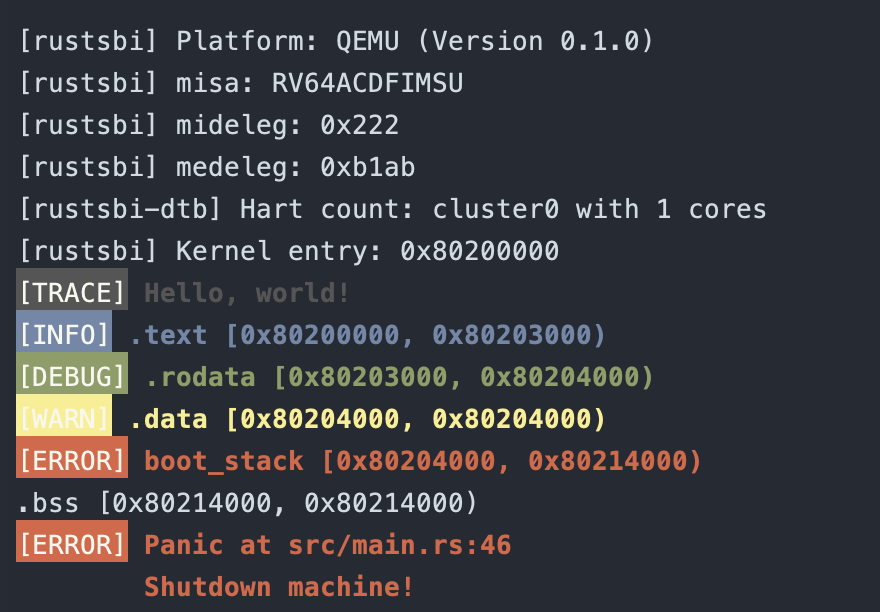 [rustsbi] Platform: QEMU (Version 0.1.0)
[rustsbi] misa: RV64ACDFIMSU
[rustsbi] mideleg: 0x222
[rustsbi] medeleg: 0xb1ab
[rustsbi-dtb] Hart count: cluster0 with 1 cores
[rustsbi] Kernel entry: 0x80200000
[TRACE] Hello, world!
[INFO] .text [0x80200000, 0x80203000)
[DEBUG] .rodata [0x80203000, 0x80204000)
[WARN] .data [0x80204000, 0x80204000)
[ERROR] boot_stack [0x80204000, 0x80214000)
.bss [0x80214000, 0x80214000)
[ERROR] Panic at src/main.rs:46
Shutdown machine!